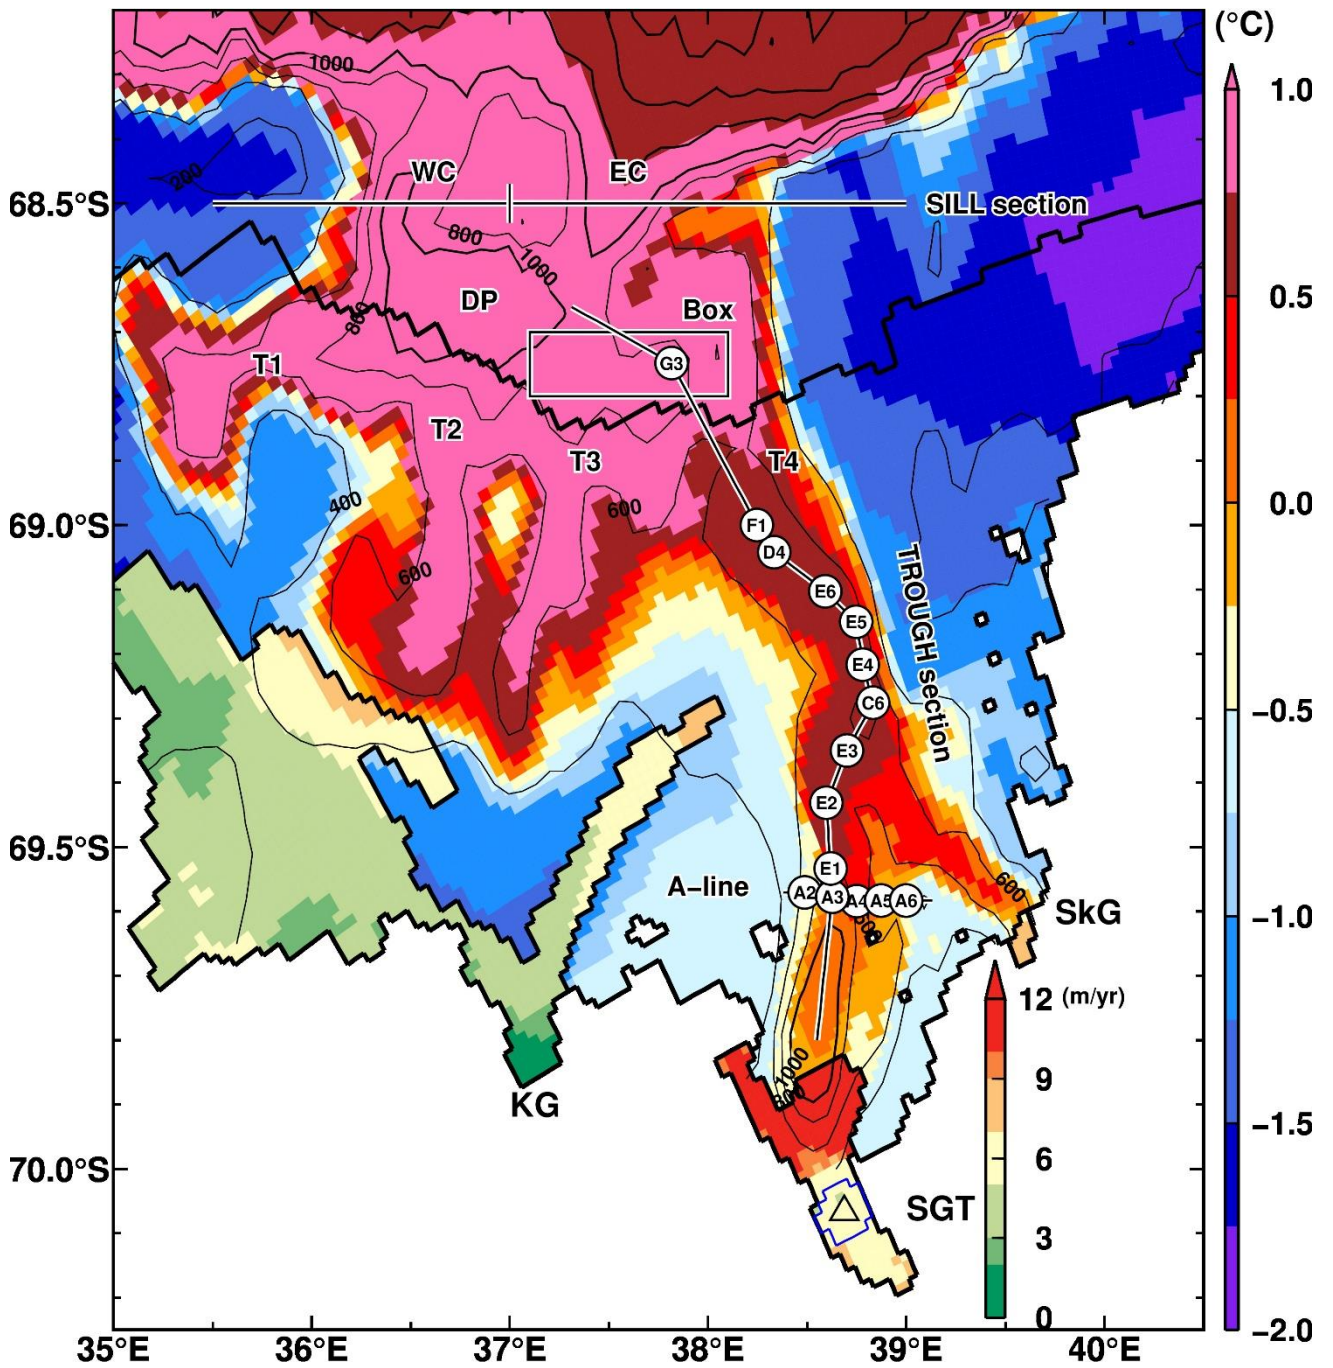 (°C)
1000
1.0
WC
EC
200
68.5°S
SILL section
800
1000
DP
Box
0.5
800
T1
G3
T2
T3
T4
0.0
400
600
69.0°S
F1
D4
600
E6
E5
TROUGH section
E4
C6
−0.5
E3
E2
69.5°S
E1
A−line
600
A2
A3
A4
A5
A6
SkG
−1.0
600
12 (m/yr)
1000
800
9
KG
−1.5
6
70.0°S
SGT
3
0
−2.0
35°E
36°E
37°E
38°E
39°E
40°E